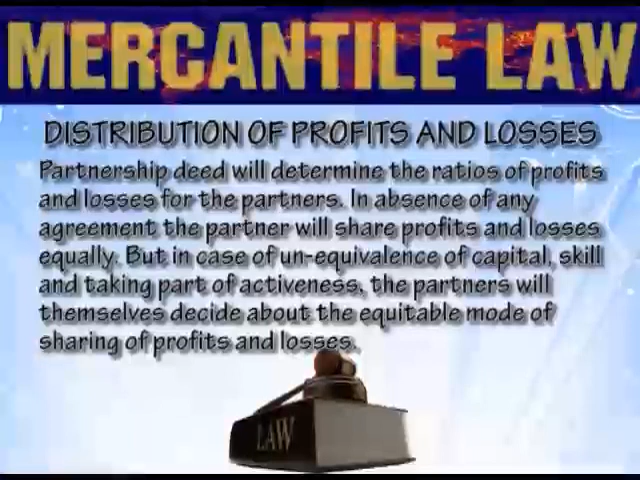 MERCANTILE LAW
DISTRIBUTION OF PROFITS AND LOSSES
Partnership deed will determine the ratios of profits
and losses for the partners. In absence of any
agreement the partner will share profits and losses
equally. But in case of un-equivalence of capital, skill
and taking part of activeness, the partners will
themselves decide about the equitable mode of
sharing of profits and losses.
LAW